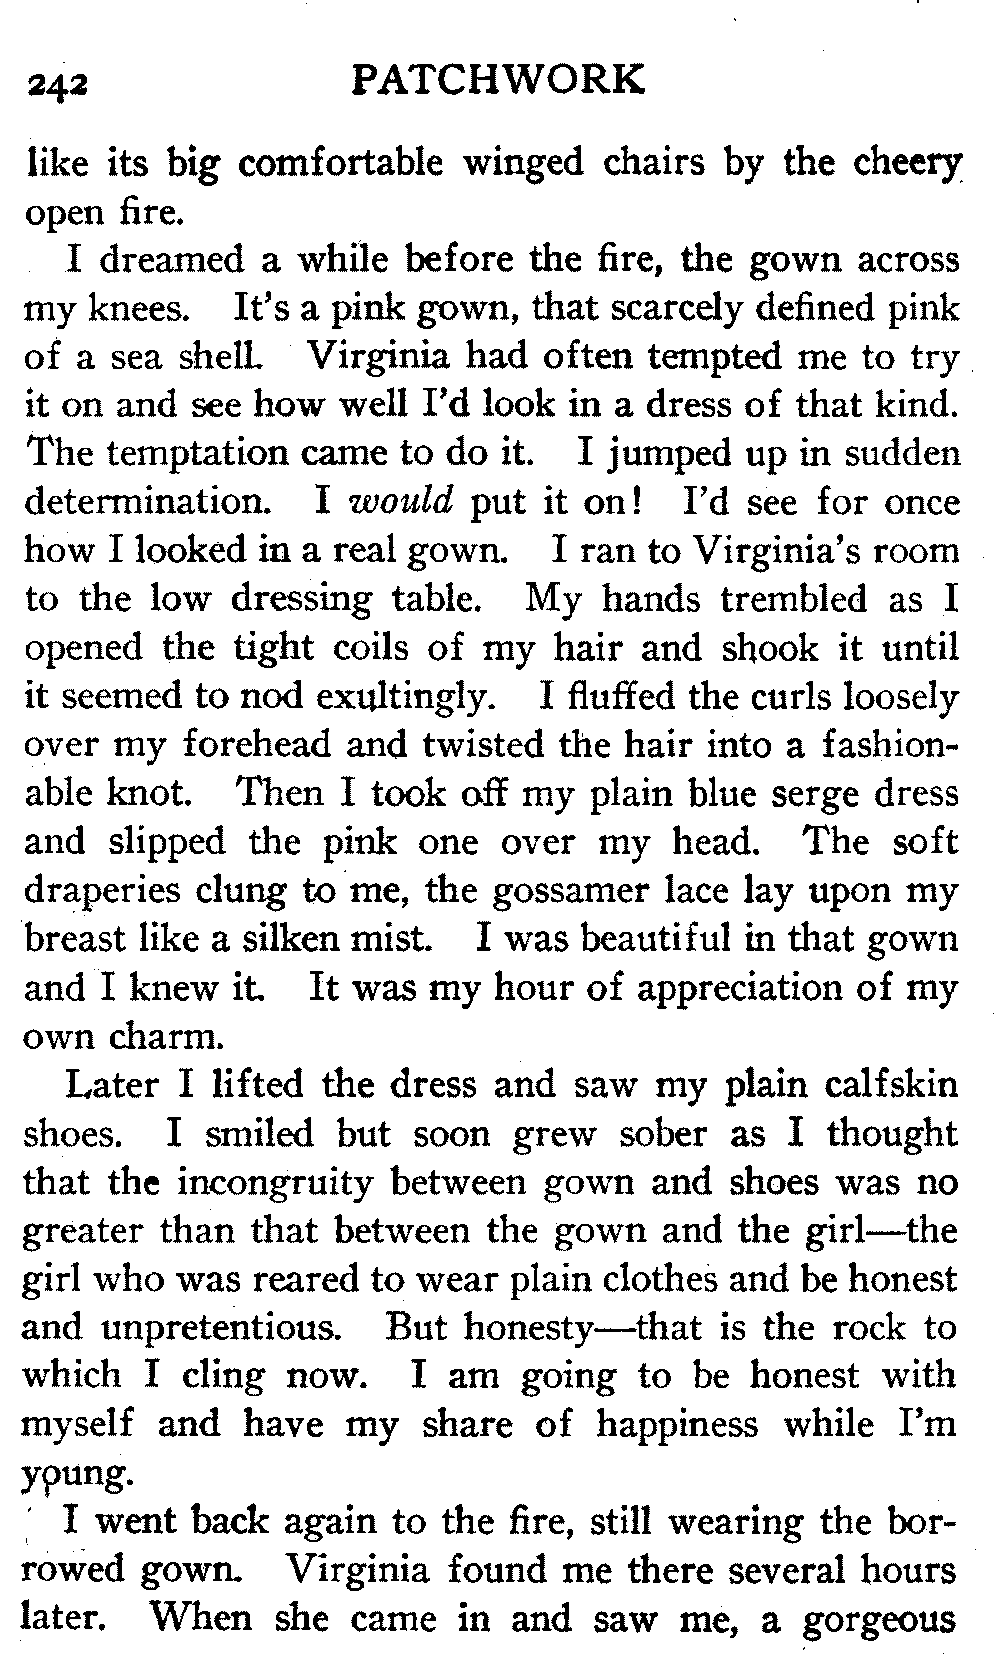 242 PATCHWORK
like its big comfortable winged chairs by the cheery
open fire.
I dreamed a while before the fire, the gown across
my knees. It's a pink gown, that scarcely defined pink
of a sea shell. Virginia had often tempted me to try
it on and see how well I'd look in a dress of that kind.
The temptation came to do it. I jumped up in sudden
determination. I would put it on! I'd see for once
how I looked in a real gown. I ran to Virginia's room
to the low dressing table. My hands trembled as I
opened the tight coils of my hair and shook it until
it seemed to nod exultingly. I fluffed the curls loosely
over my forehead and twisted the hair into a fashion-
able knot. Then I took off my plain blue serge dress
and slipped the pink one over my head. The soft
draperies clung to me, the gossamer lace lay upon my
breast like a silken mist. I was beautiful in that gown
and I knew it. It was my hour of appreciation of my
own charm.
Later I lifted the dress and saw my plain calfskin
shoes. I smiled but soon grew sober as I thought
that the incongruity between gown and shoes was no
greater than that between the gown and the girl—the
girl who was reared to wear plain clothes and be honest
and unpretentious. But honesty—that is the rock to
which I cling now. I am going to be honest with
myself and have my share of happiness while I'm
young.
I went back again to the fire, still wearing the bor-
rowed gown. Virginia found me there several hours
later. When she came in and saw me, a gorgeous